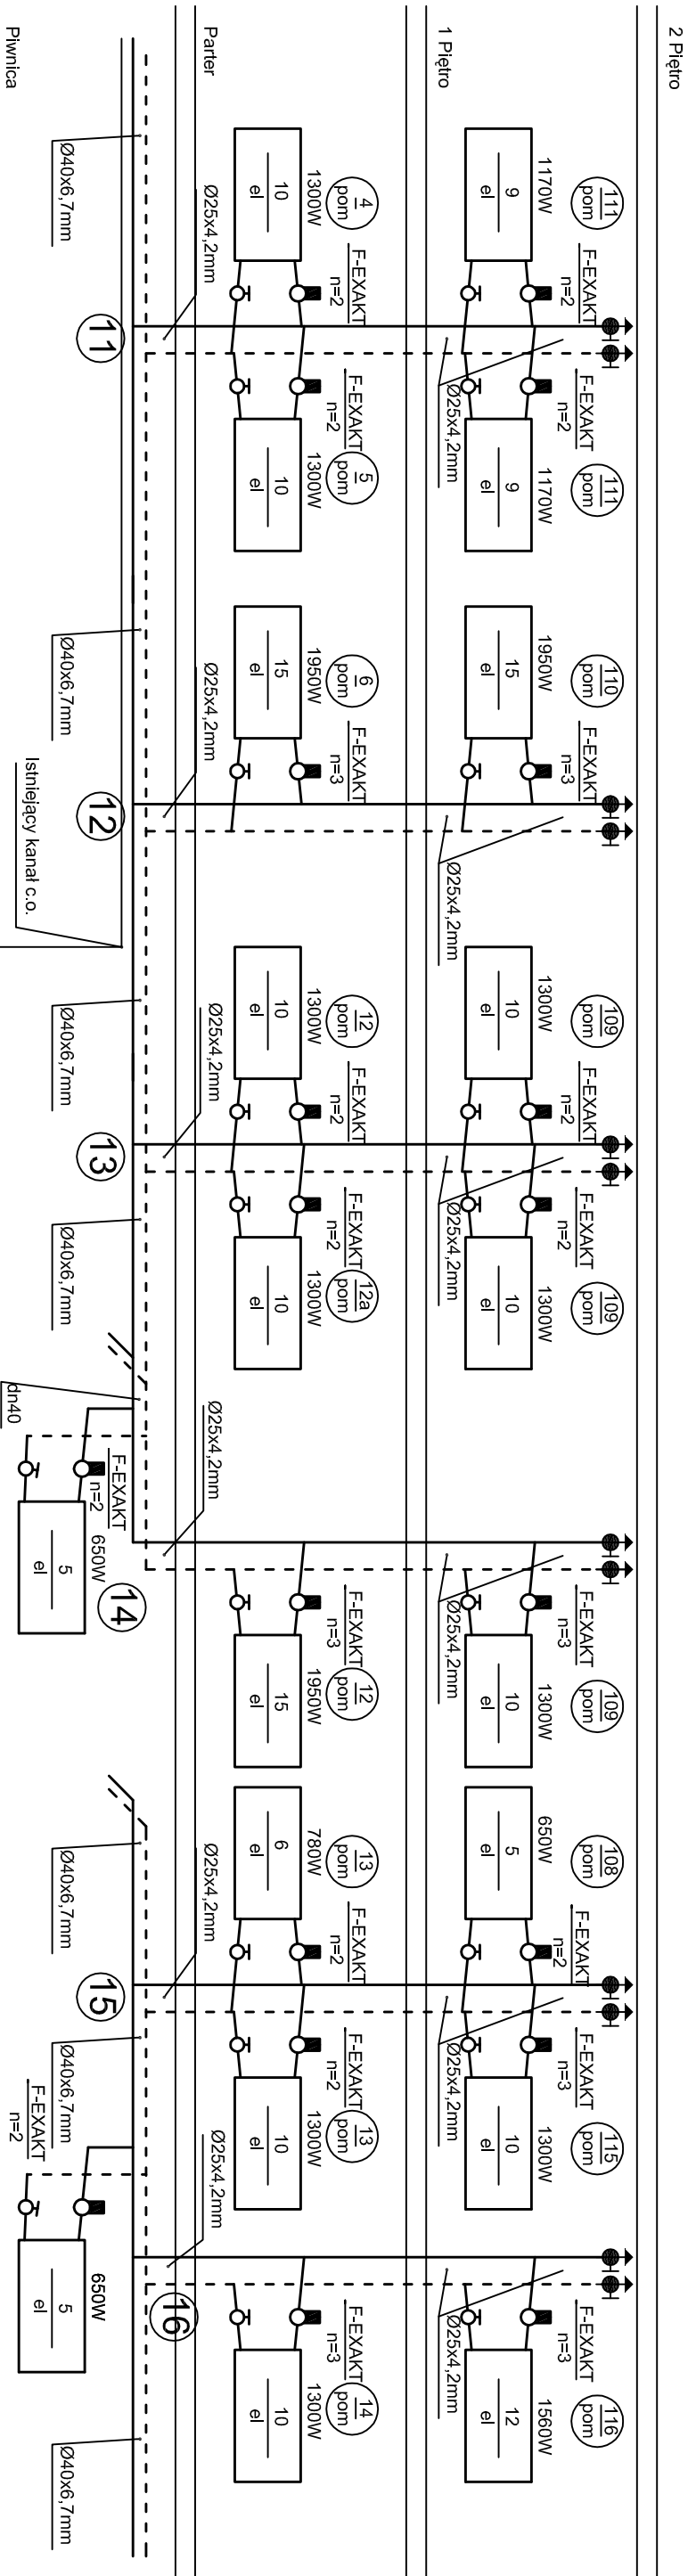 2 Piętro
111
pom
1170W
9
el
F-EXAKT
n=2
F-EXAKT
n=2
111
pom
1170W
9
el
110
pom
1950W
15
el
F-EXAKT
n=3
109
pom
1300W
10
el
F-EXAKT
n=2
F-EXAKT
n=2
109
pom
1300W
10
el
F-EXAKT
n=3
109
pom
1300W
10
el
108
pom
650W
5
el
F-EXAKT
n=2
F-EXAKT
n=3
115
pom
1300W
10
el
F-EXAKT
n=3
116
pom
1560W
12
el
1 Piętro
Ø25x4,2mm
Ø25x4,2mm
Ø25x4,2mm
Ø25x4,2mm
Ø25x4,2mm
Ø25x4,2mm
4
pom
1300W
10
el
F-EXAKT
n=2
F-EXAKT
n=2
5
pom
1300W
10
el
6
pom
1950W
15
el
F-EXAKT
n=3
12
pom
1300W
10
el
F-EXAKT
n=2
F-EXAKT
n=2
12a
pom
1300W
10
el
F-EXAKT
n=3
12
pom
1950W
15
el
13
pom
780W
6
el
F-EXAKT
n=2
F-EXAKT
n=2
13
pom
1300W
10
el
F-EXAKT
n=3
14
pom
1300W
10
el
Parter
Ø25x4,2mm
Ø25x4,2mm
Ø25x4,2mm
Ø25x4,2mm
Ø25x4,2mm
Ø25x4,2mm
11
12
13
14
15
16
Ø40x6,7mm
Ø40x6,7mm
Ø40x6,7mm
Ø40x6,7mm
Ø40x6,7mm
Ø40x6,7mm
Ø40x6,7mm
F-EXAKT
n=2
650W
5
el
F-EXAKT
n=2
650W
5
el
Istniejący kanał c.o.
dn40
Piwnica